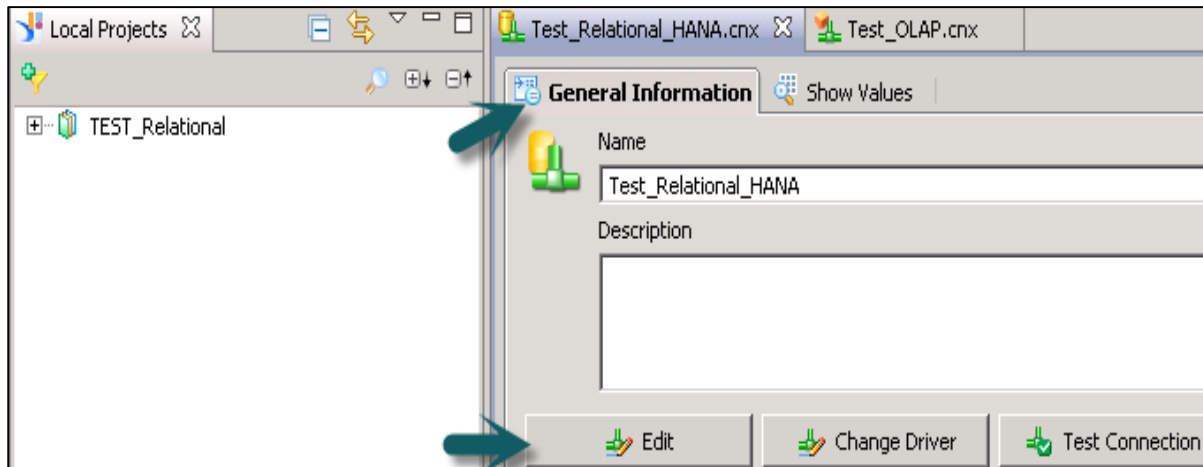 Local Projects
TEST_Relational
Test_Relational_HANA.cnx
Test_OLAP.cnx
General Information
Show Values
Name
Test_Relational_HANA
Description
Edit
Change Driver
Test Connection